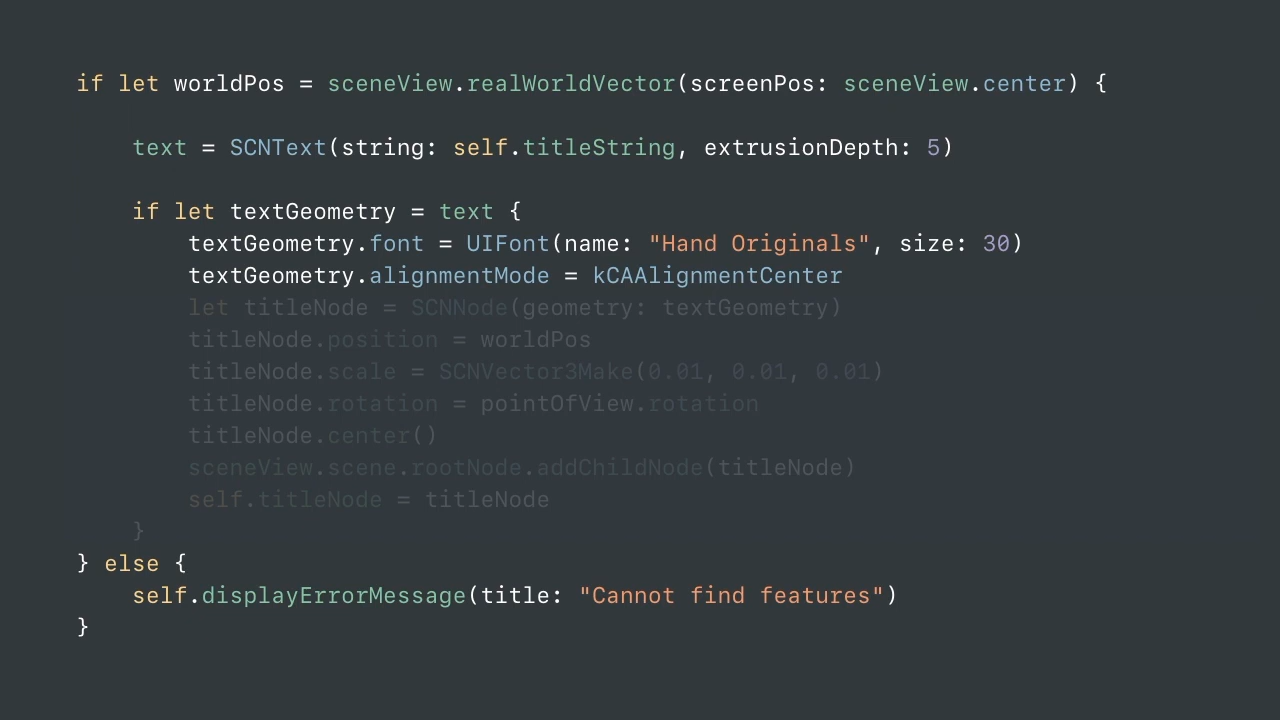 if let worldPos = sceneView.realWorldVector(screenPos: sceneView.center) {
text = SCNText(string: self.titleString, extrusionDepth: 5)
if let textGeometry = text {
textGeometry.font = UIFont(name: "Hand Originals", size: 30)
textGeometry.alignmentMode = kCAAlignmentCenter
let titleNode = SCNNode(geometry: textGeometry)
titleNode.position = worldPos
titleNode.scale = SCNVector3Make(0.01, 0.01, 0.01)
titleNode.rotation = pointOfView.rotation
titleNode.center()
sceneView.scene.rootNode.addChildNode(titleNode)
self.titleNode = titleNode
}
} else {
self.displayErrorMessage(title: "Cannot find features")
}